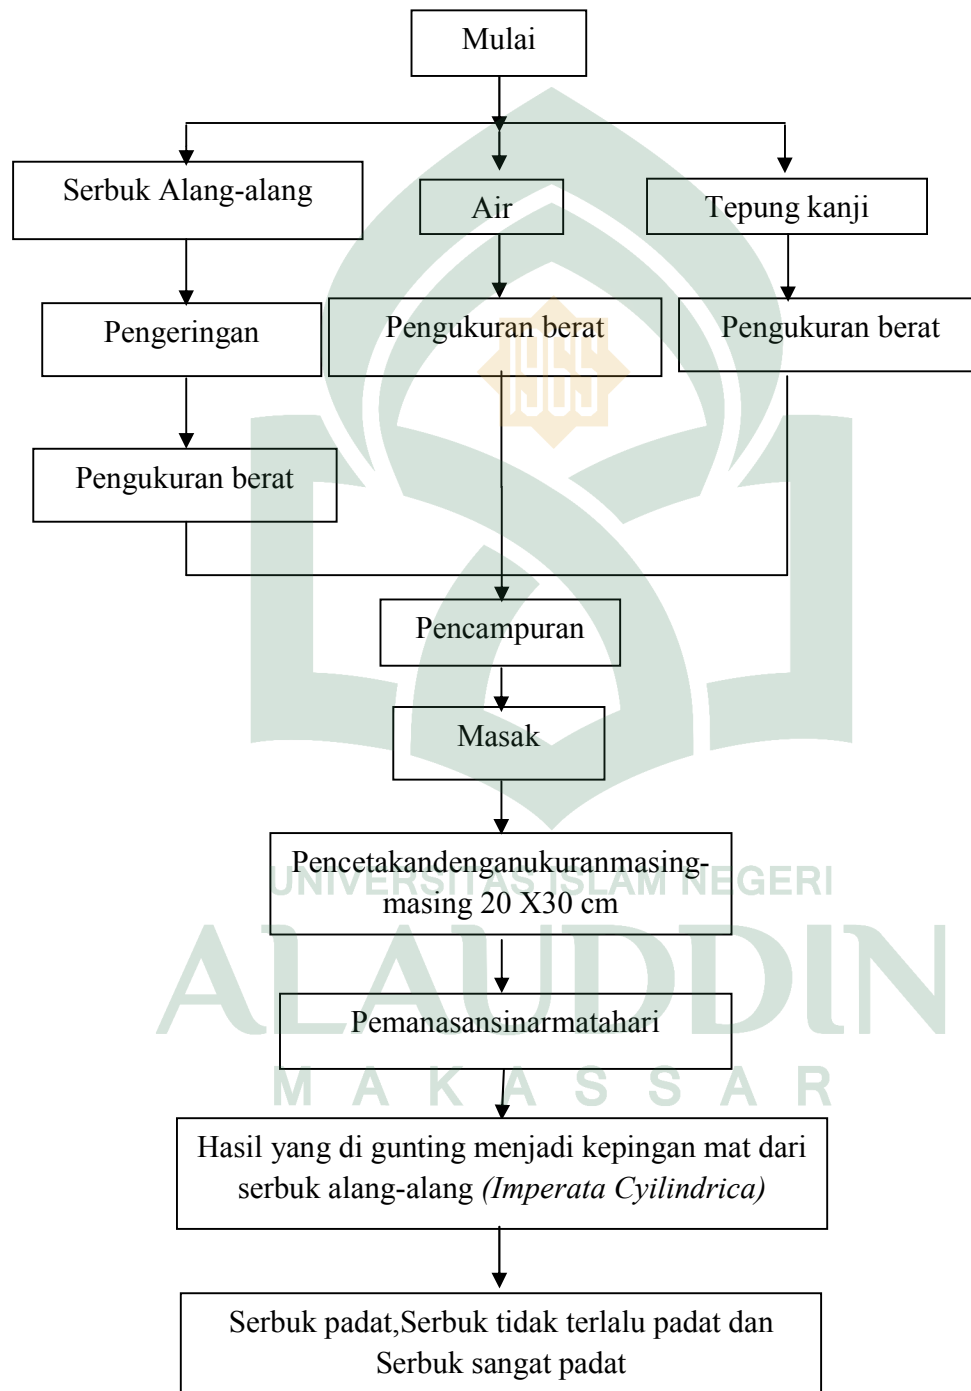 Mulai
Serbuk Alang-alang
Air
Tepung kanji
Pengeringan
Pengukuran berat
Pengukuran berat
1965
Pengukuran berat
Pencampuran
Masak
Pencetakandenganukuranmasing-
masing 20 X30 cm
UNIVERSITAS ISLAM NEGERI
ALAUDDIN
Pemanasansinarmatahari
MAKASSAR
Hasil yang di gunting menjadi kepingan mat dari
serbuk alang-alang (Imperata Cyilindrica)
Serbuk padat,Serbuk tidak terlalu padat dan
Serbuk sangat padat